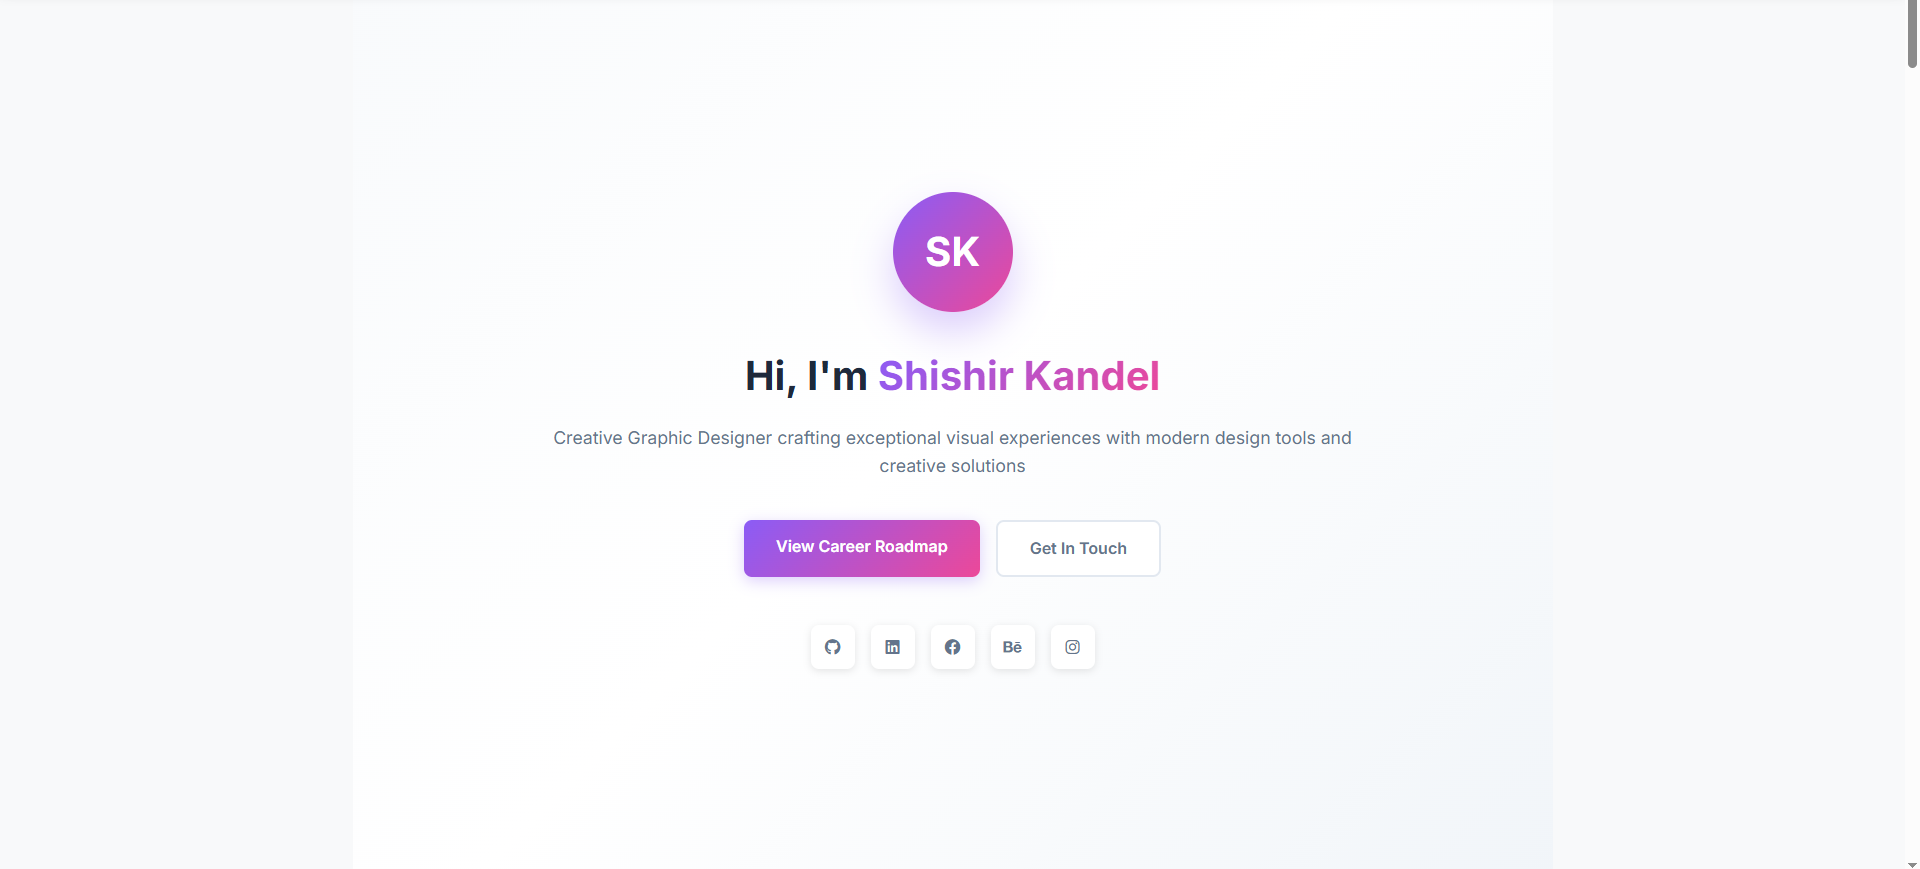 SK
Hi, I'm Shishir Kandel
Creative Graphic Designer crafting exceptional visual experiences with modern design tools and
creative solutions
View Career Roadmap
Get In Touch
in
Bē